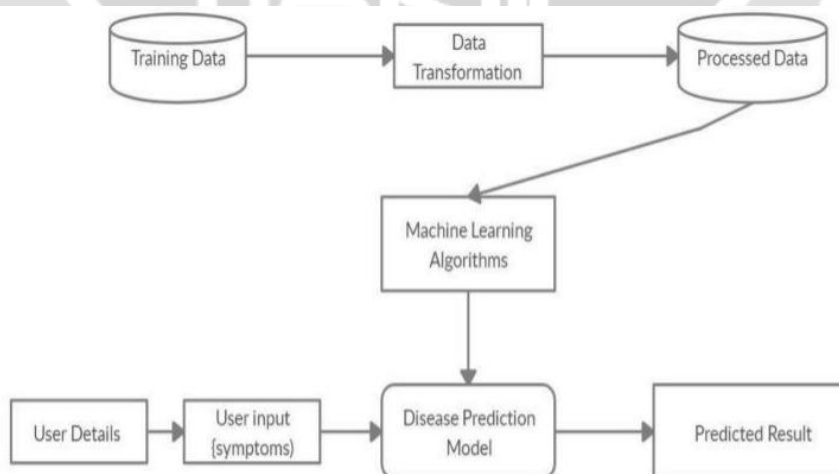 Training Data
Data
Transformation
Processed Data
Machine Learning
Algorithms
User Details
User input
{symptoms)
Disease Prediction
Model
Predicted Result